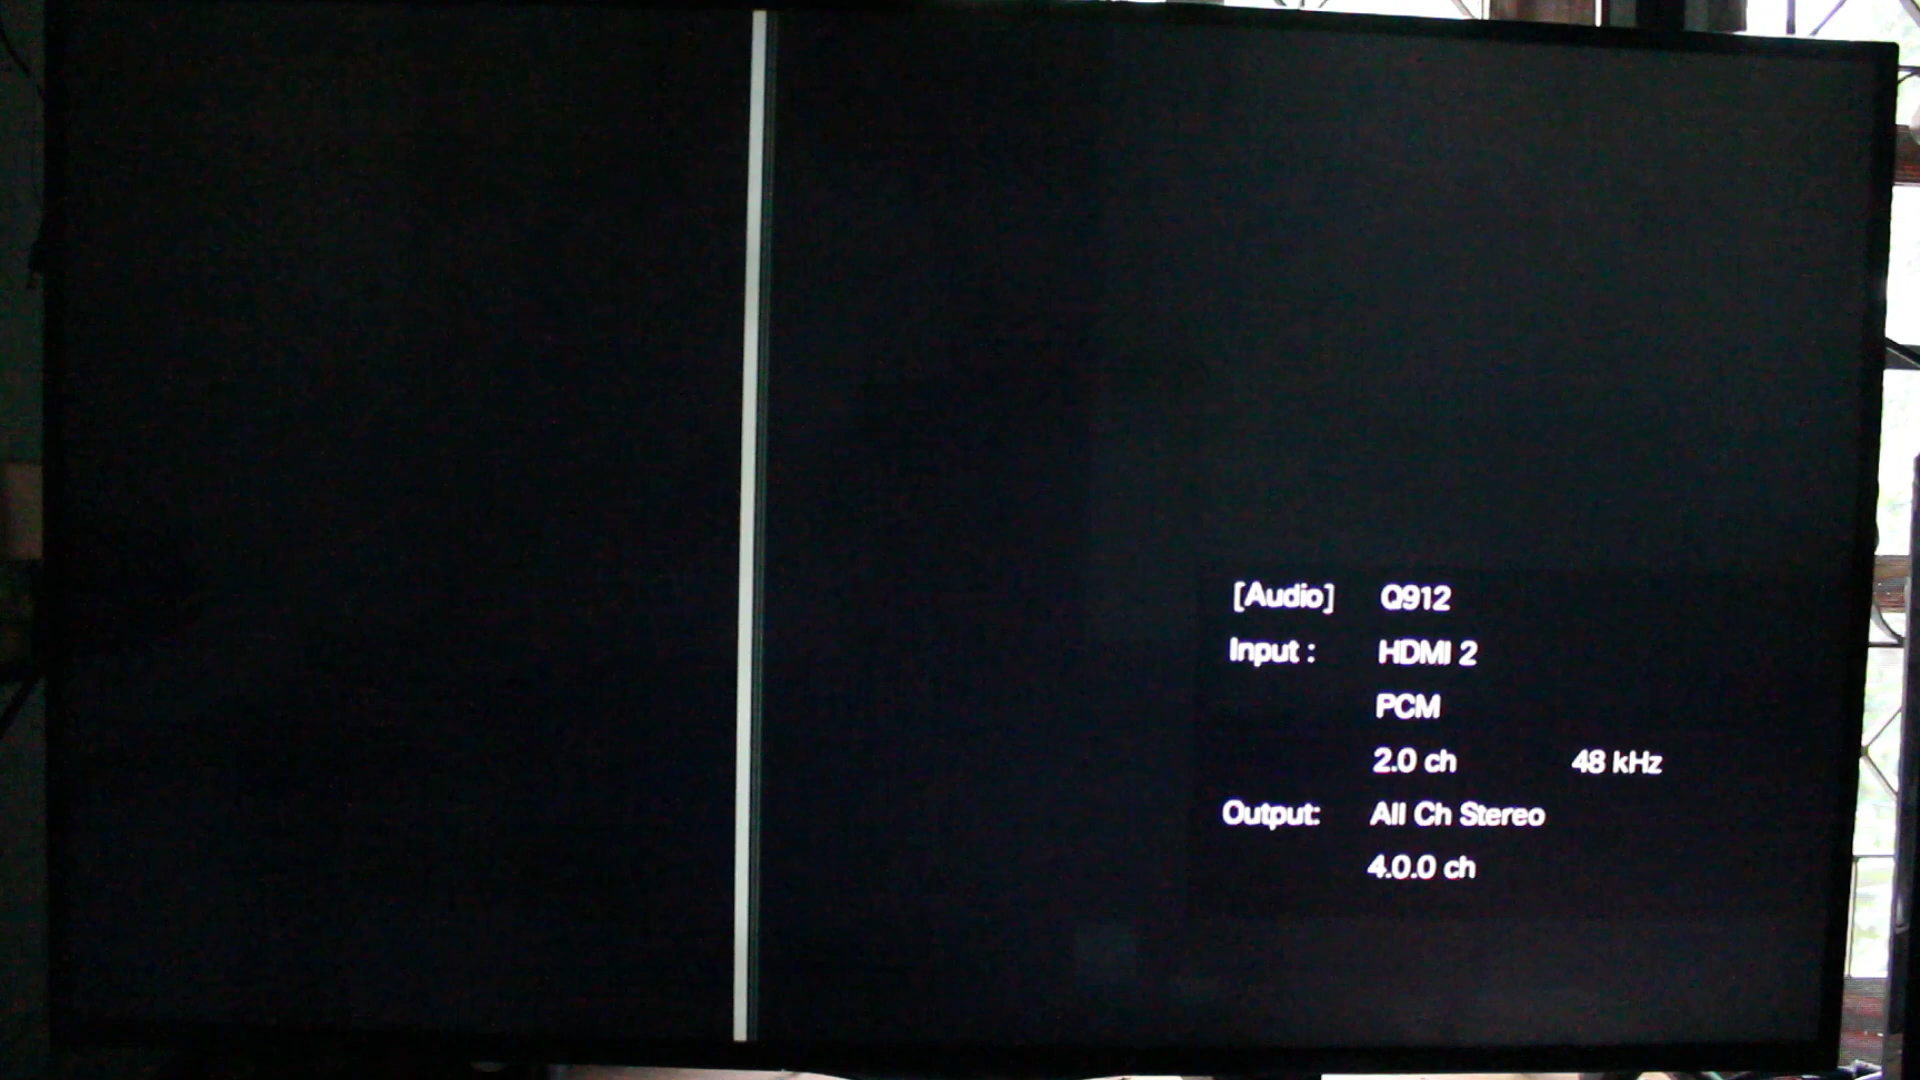 [Audio] Q912
Input : HDMI 2
PCM
2.0 ch 48 kHz
Output: All Ch Stereo
4.0.0 ch